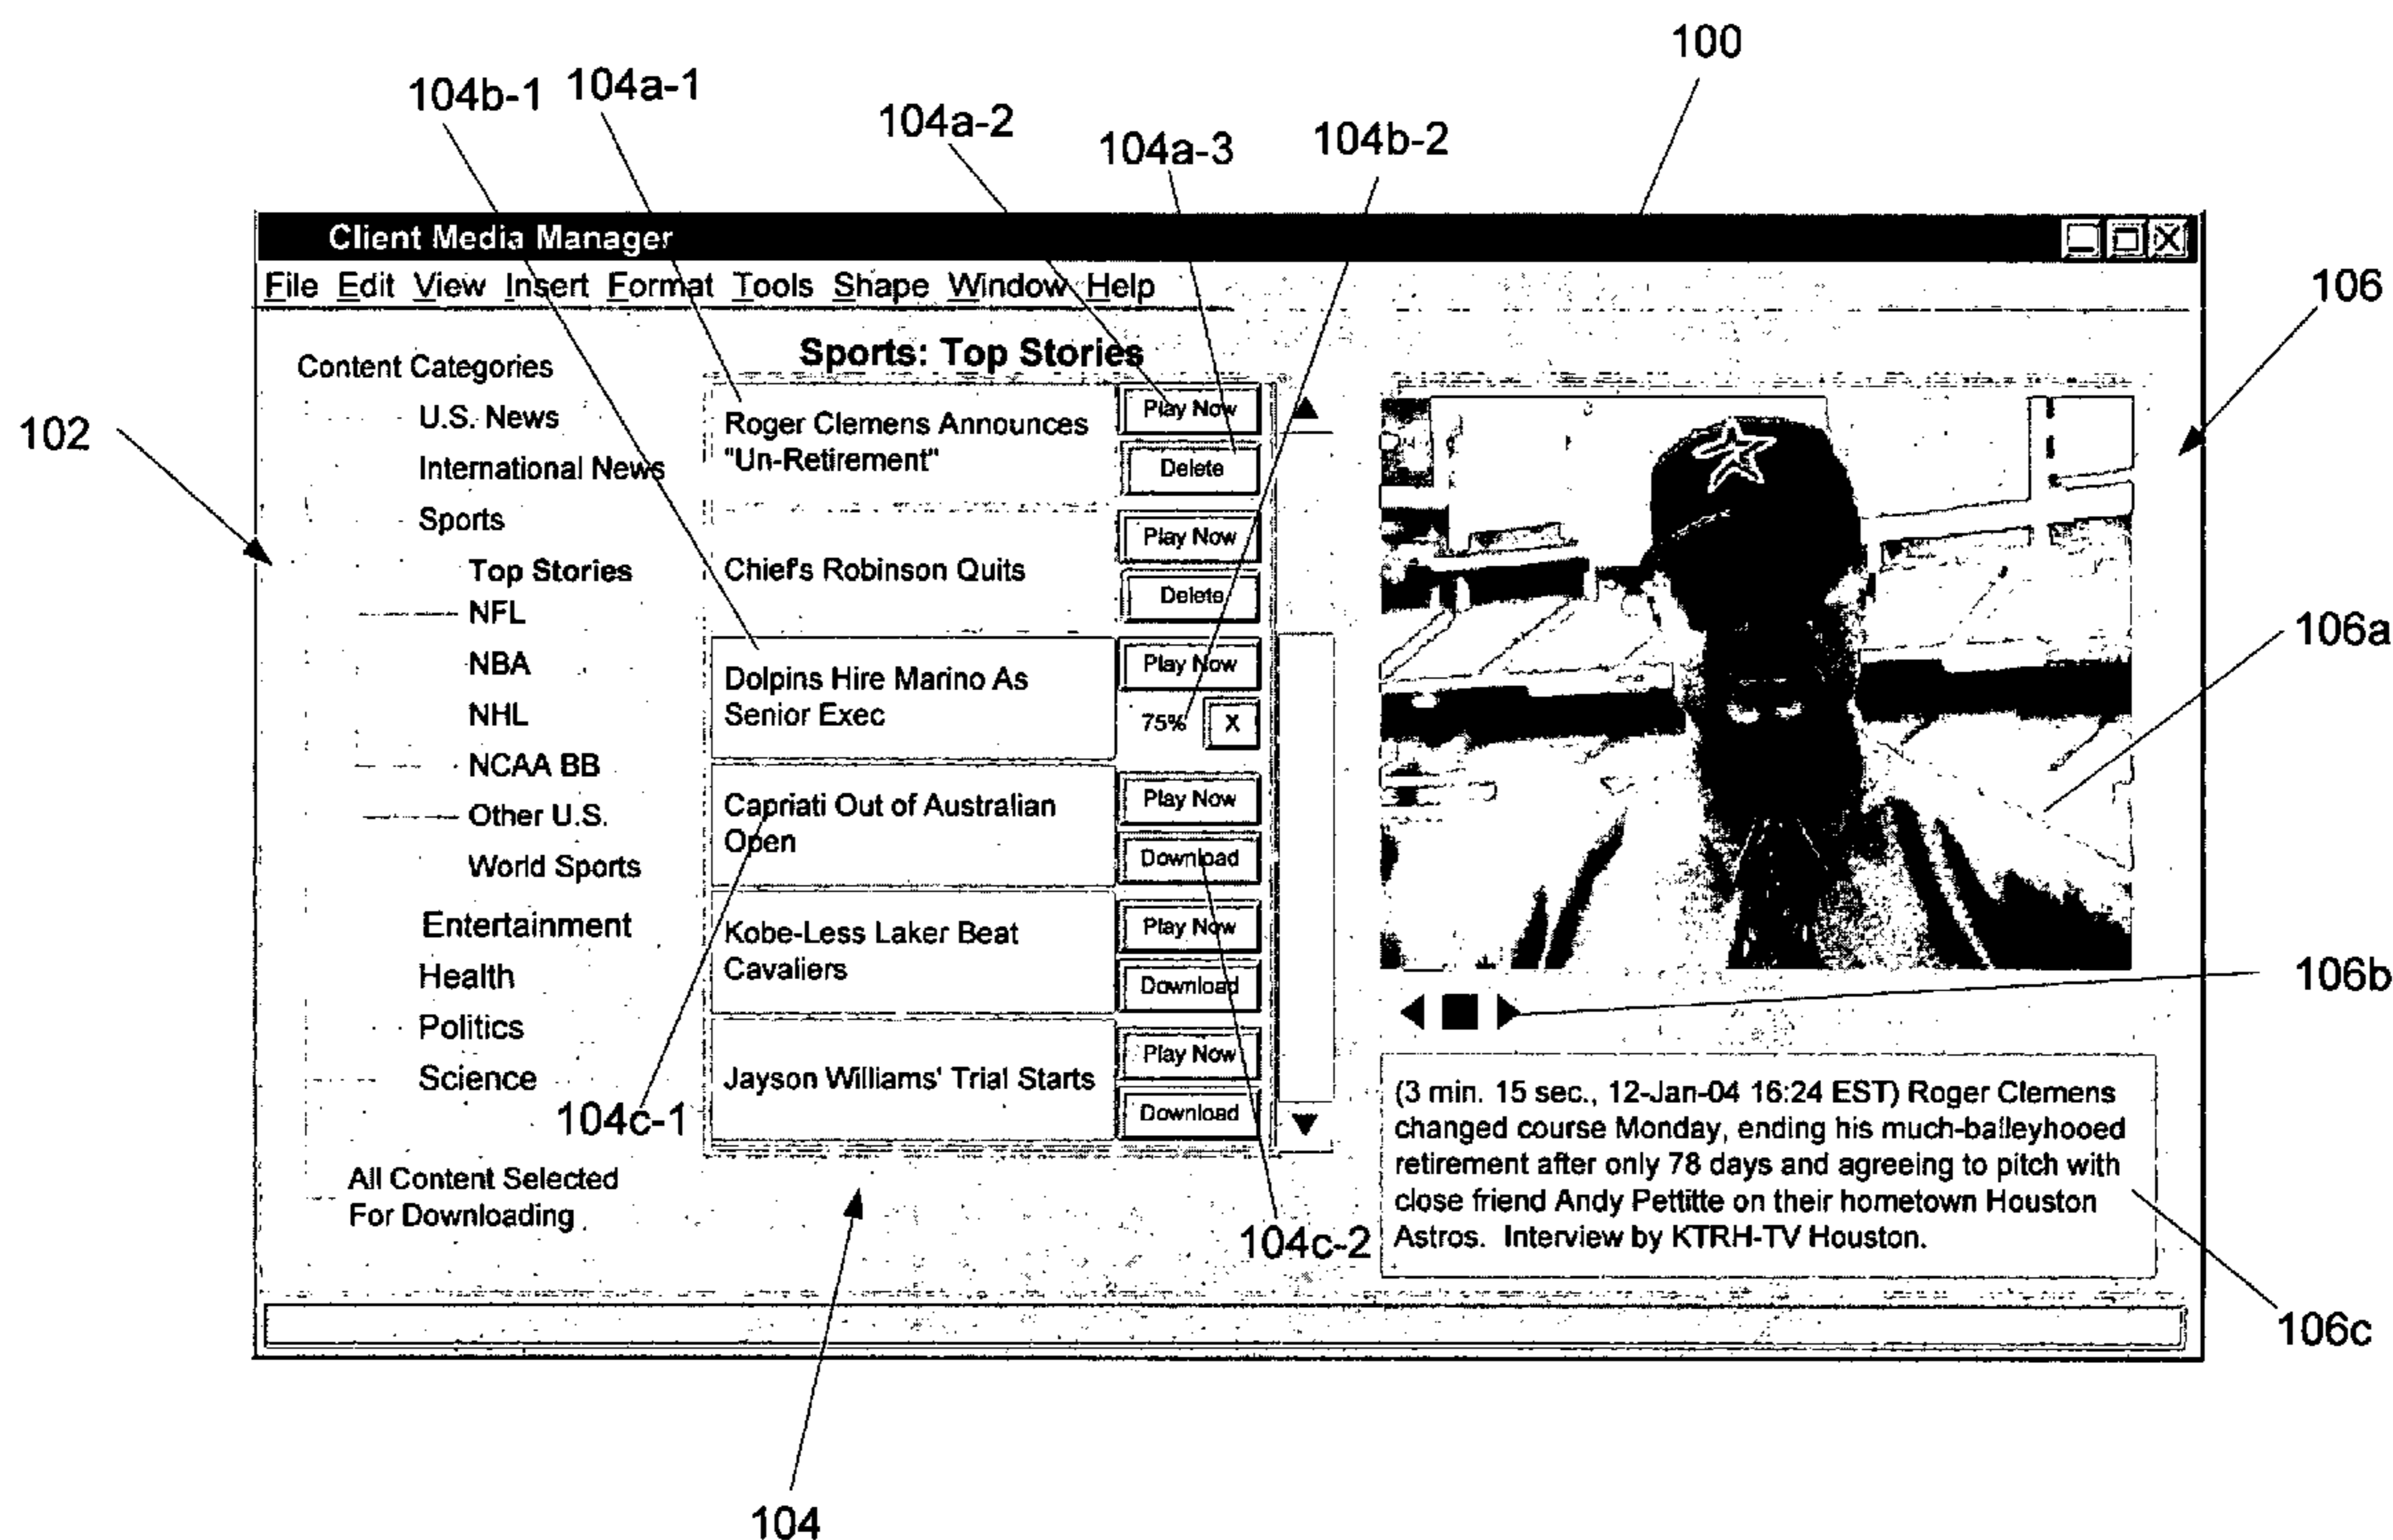 100
104b-1 104a-1
104a-2
104a-3
104b-2
Client Media Manager
File Edit View Insert Format Tools Shape Window Help
106
102
Content Categories
U.S. News
International News
Sports
Top Stories
NFL
NBA
NHL
NCAA BB
Other U.S.
World Sports
Entertainment
Health
Politics
Science
All Content Selected
For Downloading
Sports: Top Stories
Roger Clemens Announces
"Un-Retirement"
Play Now
Delete
Chief's Robinson Quits
Play Now
Delete
Dolpins Hire Marino As
Senior Exec
Play Now
75% X
Capriati Out of Australian
Open
Play Now
Download
Kobe-Less Laker Beat
Cavaliers
Play Now
Download
Jayson Williams' Trial Starts
Play Now
Download
104c-1
104c-2
104
106a
106b
(3 min. 15 sec., 12-Jan-04 16:24 EST) Roger Clemens
changed course Monday, ending his much-balleyhooed
retirement after only 78 days and agreeing to pitch with
close friend Andy Pettitte on their hometown Houston
Astros. Interview by KTRH-TV Houston.
106c